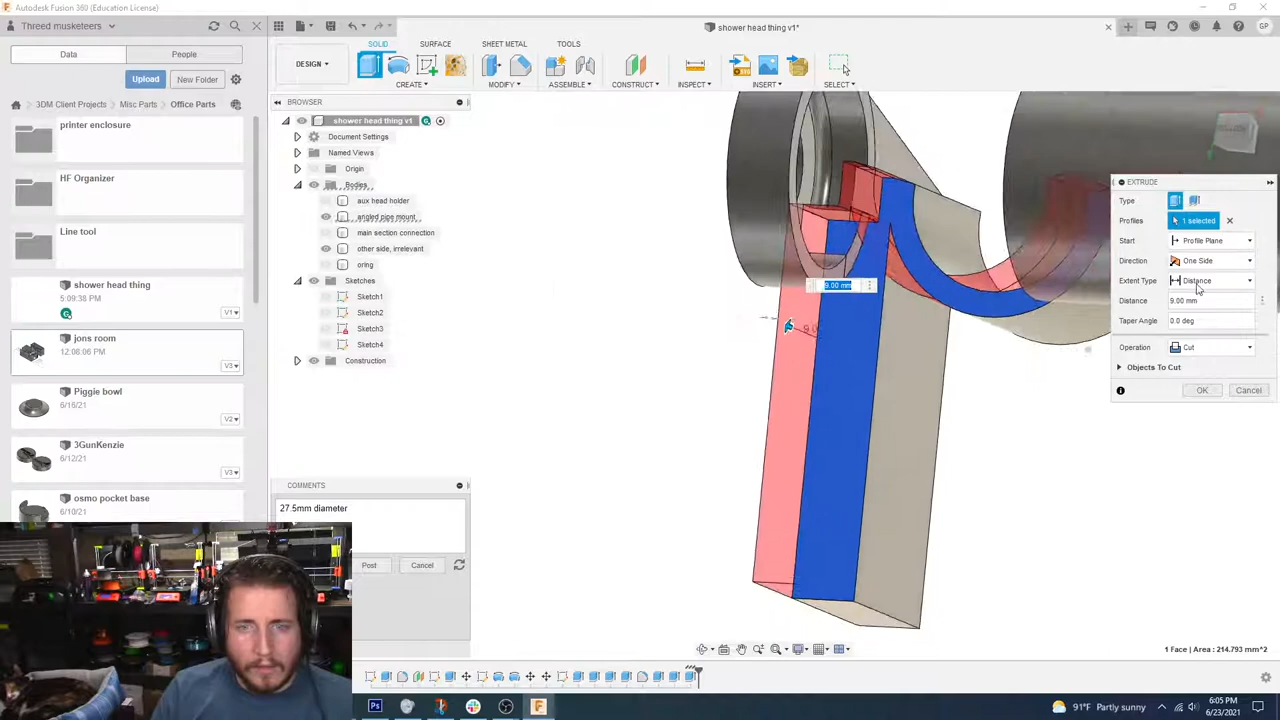 Autodesk Fusion 360 (Education License)
Threed musketeers
shower head thing v1*
GP
Data
People
Upload
New Folder
3DM Client Projects
Misc Parts
Office Parts
printer enclosure
HF Organizer
Line tool
shower head thing
5:09:38 PM
V1
jons room
12:08:06 PM
V3
Piggie bowl
6/16/21
V2
3GunKenzie
6/12/21
V3
osmo pocket base
6/10/21
SOLID
SURFACE
SHEET METAL
TOOLS
DESIGN
CREATE
MODIFY
ASSEMBLE
CONSTRUCT
INSPECT
INSERT
SELECT
BROWSER
shower head thing v1
Document Settings
Named Views
Origin
Bodies
aux head holder
angled pipe mount
main section connection
other side, irrelevant
oring
Sketches
Sketch1
Sketch2
Sketch3
Sketch4
Construction
COMMENTS
27.5mm diameter
Post
Cancel
9.00 mm
9.0
EXTRUDE
Type
Profiles
1 selected
Start
Profile Plane
Direction
One Side
Extent Type
Distance
Distance
9.00 mm
Taper Angle
0.0 deg
Operation
Cut
Objects To Cut
OK
Cancel
1 Face | Area : 214.793 mm^2
91°F Partly sunny
6:05 PM
6/23/2021